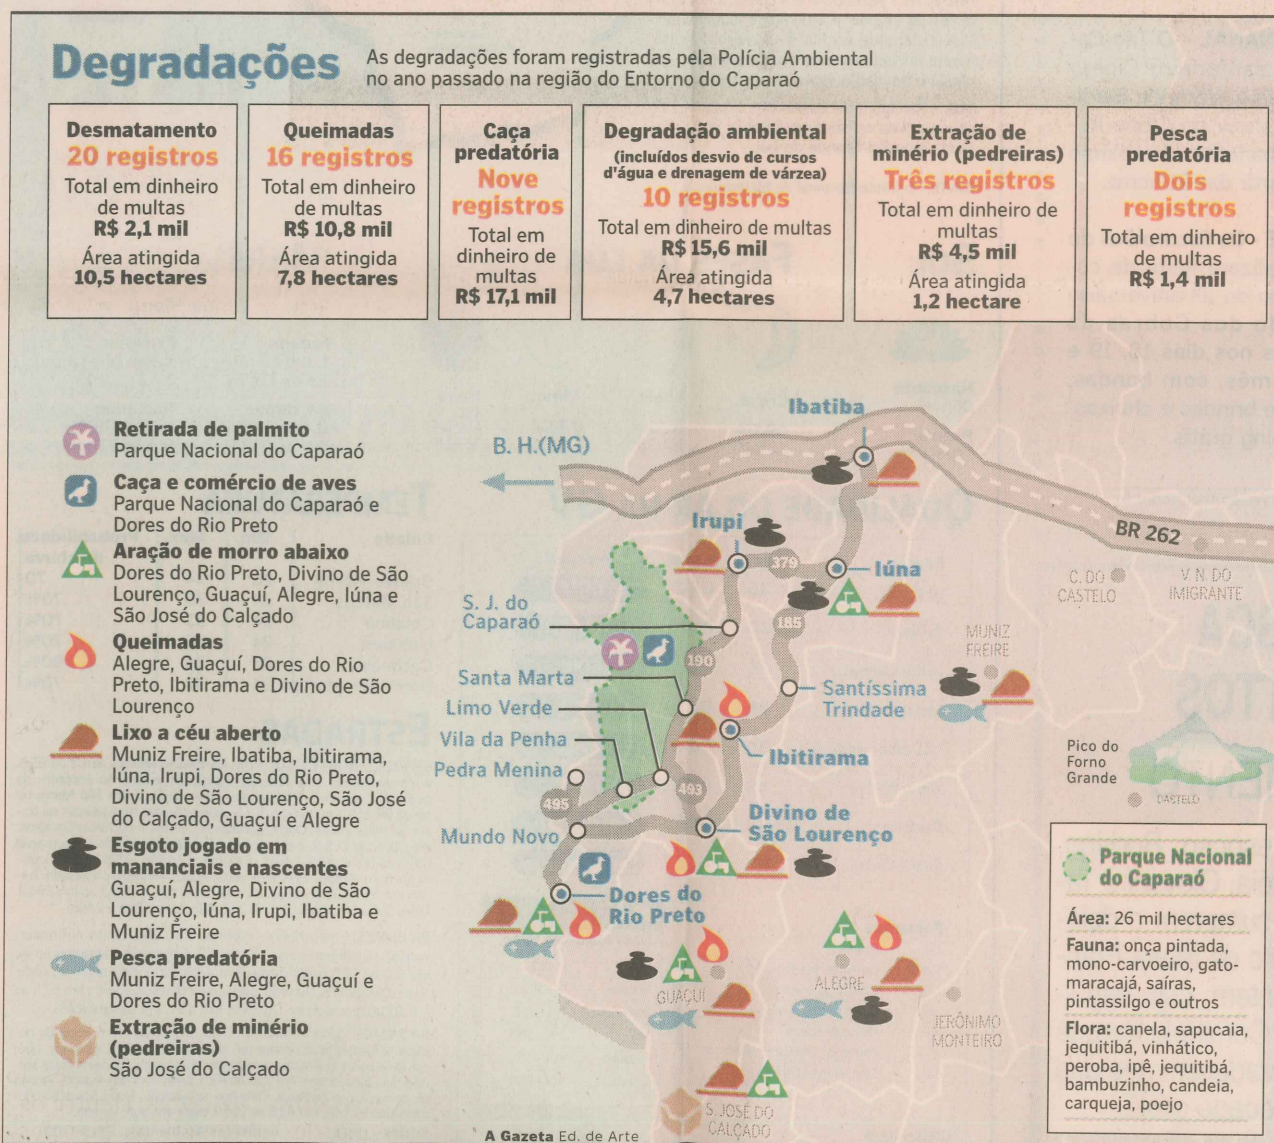 Degradações
As degradações foram registradas pela Polícia Ambiental
no ano passado na região do Entorno do Caparaó
Desmatamento
20 registros
Total em dinheiro
de multas
R$ 2,1 mil
Área atingida
10,5 hectares
Queimadas
16 registros
Total em dinheiro
de multas
R$ 10,8 mil
Área atingida
7,8 hectares
Caça
predatória
Nove
registros
Total em
dinheiro de
multas
R$ 17,1 mil
Degradação ambiental
(incluídos desvio de cursos
d'água e drenagem de várzea)
10 registros
Total em dinheiro de multas
R$ 15,6 mil
Área atingida
4,7 hectares
Extração de
minério (pedreiras)
Três registros
Total em dinheiro de
multas
R$ 4,5 mil
Área atingida
1,2 hectare
Pesca
predatória
Dois
registros
Total em dinheiro
de multas
R$ 1,4 mil
Retirada de palmito
Parque Nacional do Caparaó
Caça e comércio de aves
Parque Nacional do Caparaó e
Dores do Rio Preto
Aração de morro abaixo
Dores do Rio Preto, Divino de São
Lourenço, Guaçuí, Alegre, Iúna e
São José do Calçado
Queimadas
Alegre, Guaçuí, Dores do Rio
Preto, Ibitirama e Divino de São
Lourenço
Lixo a céu aberto
Muniz Freire, Ibatiba, Ibitirama,
Iúna, Irupi, Dores do Rio Preto,
Divino de São Lourenço, São José
do Calçado, Guaçuí e Alegre
Esgoto jogado em
mananciais e nascentes
Guaçuí, Alegre, Divino de São
Lourenço, Iúna, Irupi, Ibatiba e
Muniz Freire
Pesca predatória
Muniz Freire, Alegre, Guaçuí e
Dores do Rio Preto
Extração de minério
(pedreiras)
São José do Calçado
B. H.(MG)
Ibatiba
BR 262
Irupi
379
Iúna
C. DO
CASTELO
V. N. DO
IMIGRANTE
S. J. do
Caparaó
185
MUNIZ
FREIRE
190
Santa Marta
Santíssima
Trindade
Limo Verde
Vila da Penha
Ibitirama
Pico do
Forno
Grande
CASTELO
Pedra Menina
495
493
Mundo Novo
Divino de
São Lourenço
Dores do
Rio Preto
GUAÇUÍ
ALEGRE
JERÔNIMO
MONTEIRO
S. JOSÉ DO
CALÇADO
Parque Nacional
do Caparaó
Área: 26 mil hectares
Fauna: onça pintada,
mono-carvoeiro, gato-
maracajá, saíras,
pintassilgo e outros
Flora: canela, sapucaia,
jequitibá, vinhático,
peroba, ipê, jequitibá,
bambuzinho, candeia,
carqueja, poejo
A Gazeta Ed. de Arte